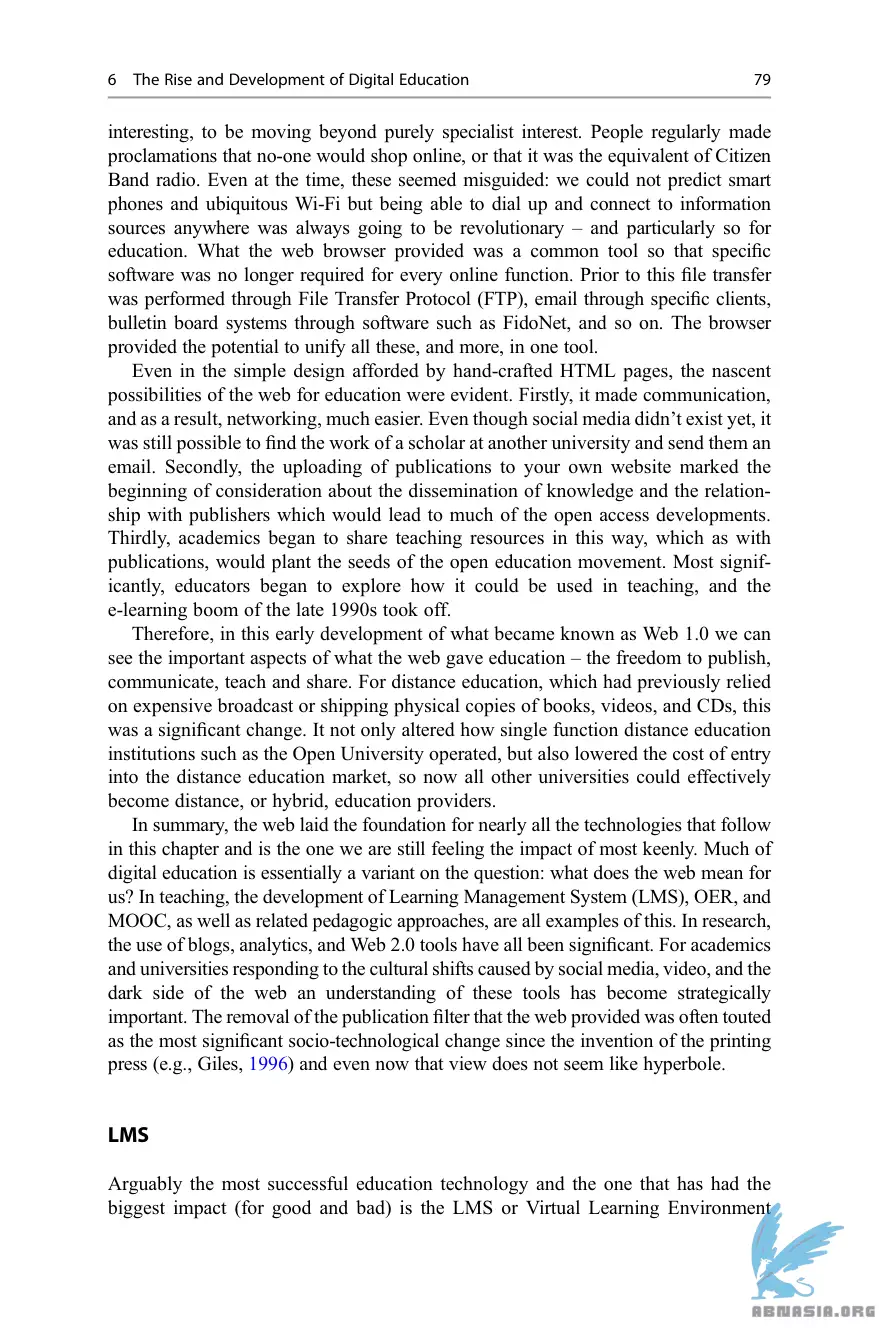 6 The Rise and Development of Digital Education 79
interesting, to be moving beyond purely specialist interest. People regularly made
proclamations that no-one would shop online, or that it was the equivalent of Citizen
Band radio. Even at the time, these seemed misguided: we could not predict smart
phones and ubiquitous Wi-Fi but being able to dial up and connect to information
sources anywhere was always going to be revolutionary – and particularly so for
education. What the web browser provided was a common tool so that specific
software was no longer required for every online function. Prior to this file transfer
was performed through File Transfer Protocol (FTP), email through specific clients,
bulletin board systems through software such as FidoNet, and so on. The browser
provided the potential to unify all these, and more, in one tool.
Even in the simple design afforded by hand-crafted HTML pages, the nascent
possibilities of the web for education were evident. Firstly, it made communication,
and as a result, networking, much easier. Even though social media didn’t exist yet, it
was still possible to find the work of a scholar at another university and send them an
email. Secondly, the uploading of publications to your own website marked the
beginning of consideration about the dissemination of knowledge and the relation-
ship with publishers which would lead to much of the open access developments.
Thirdly, academics began to share teaching resources in this way, which as with
publications, would plant the seeds of the open education movement. Most signif-
icantly, educators began to explore how it could be used in teaching, and the
e-learning boom of the late 1990s took off.
Therefore, in this early development of what became known as Web 1.0 we can
see the important aspects of what the web gave education – the freedom to publish,
communicate, teach and share. For distance education, which had previously relied
on expensive broadcast or shipping physical copies of books, videos, and CDs, this
was a significant change. It not only altered how single function distance education
institutions such as the Open University operated, but also lowered the cost of entry
into the distance education market, so now all other universities could effectively
become distance, or hybrid, education providers.
In summary, the web laid the foundation for nearly all the technologies that follow
in this chapter and is the one we are still feeling the impact of most keenly. Much of
digital education is essentially a variant on the question: what does the web mean for
us? In teaching, the development of Learning Management System (LMS), OER, and
MOOC, as well as related pedagogic approaches, are all examples of this. In research,
the use of blogs, analytics, and Web 2.0 tools have all been significant. For academics
and universities responding to the cultural shifts caused by social media, video, and the
dark side of the web an understanding of these tools has become strategically
important. The removal of the publication filter that the web provided was often touted
as the most significant socio-technological change since the invention of the printing
press (e.g., Giles, 1996) and even now that view does not seem like hyperbole.
LMS
Arguably the most successful education technology and the one that has had the
biggest impact (for good and bad) is the LMS or Virtual Learning Environment
ABNASIA.ORG